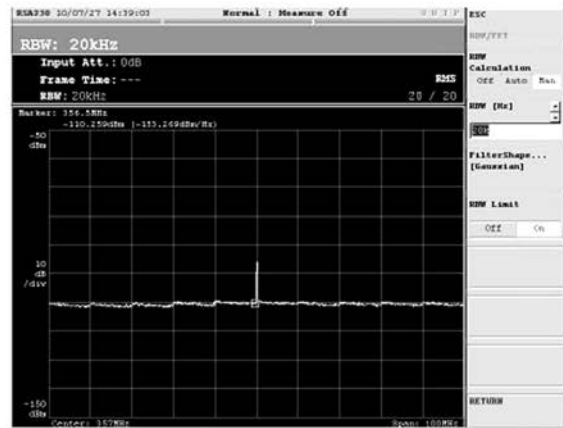 RSA230 10/07/27 14:39:03 Normal : Measure Off
RBW: 20kHz
Input Att.: 0dB
Frame Time: ---
RMS
RBW: 20kHz
20 / 20
Marker: 356.5MHz
-110.259dBm (-153.269dBm/Hz)
-50
dBm
10
dB
/div
-150
dBm
Center: 357MHz
Span: 100MHz
ESC
RBW/FFT
RBW
Calculation
Off Auto Man
RBW [Hz]
20k
FilterShape...
[Gaussian]
RBW Limit
Off On
RETURN